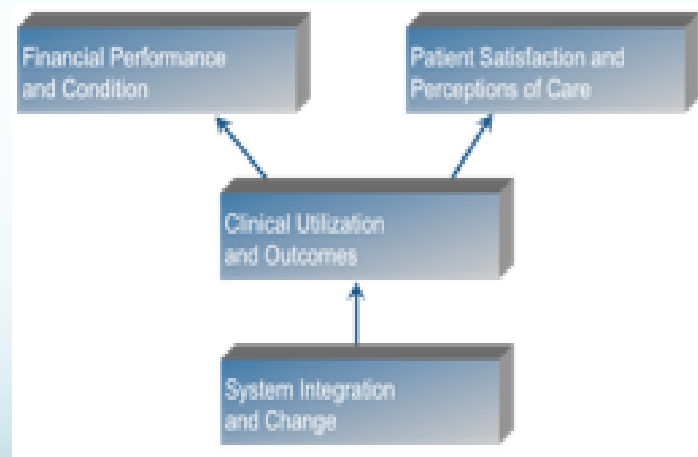 Financial Performance
and Condition
Patient Satisfaction and
Perceptions of Care
Clinical Utilization
and Outcomes
System Integration
and Change